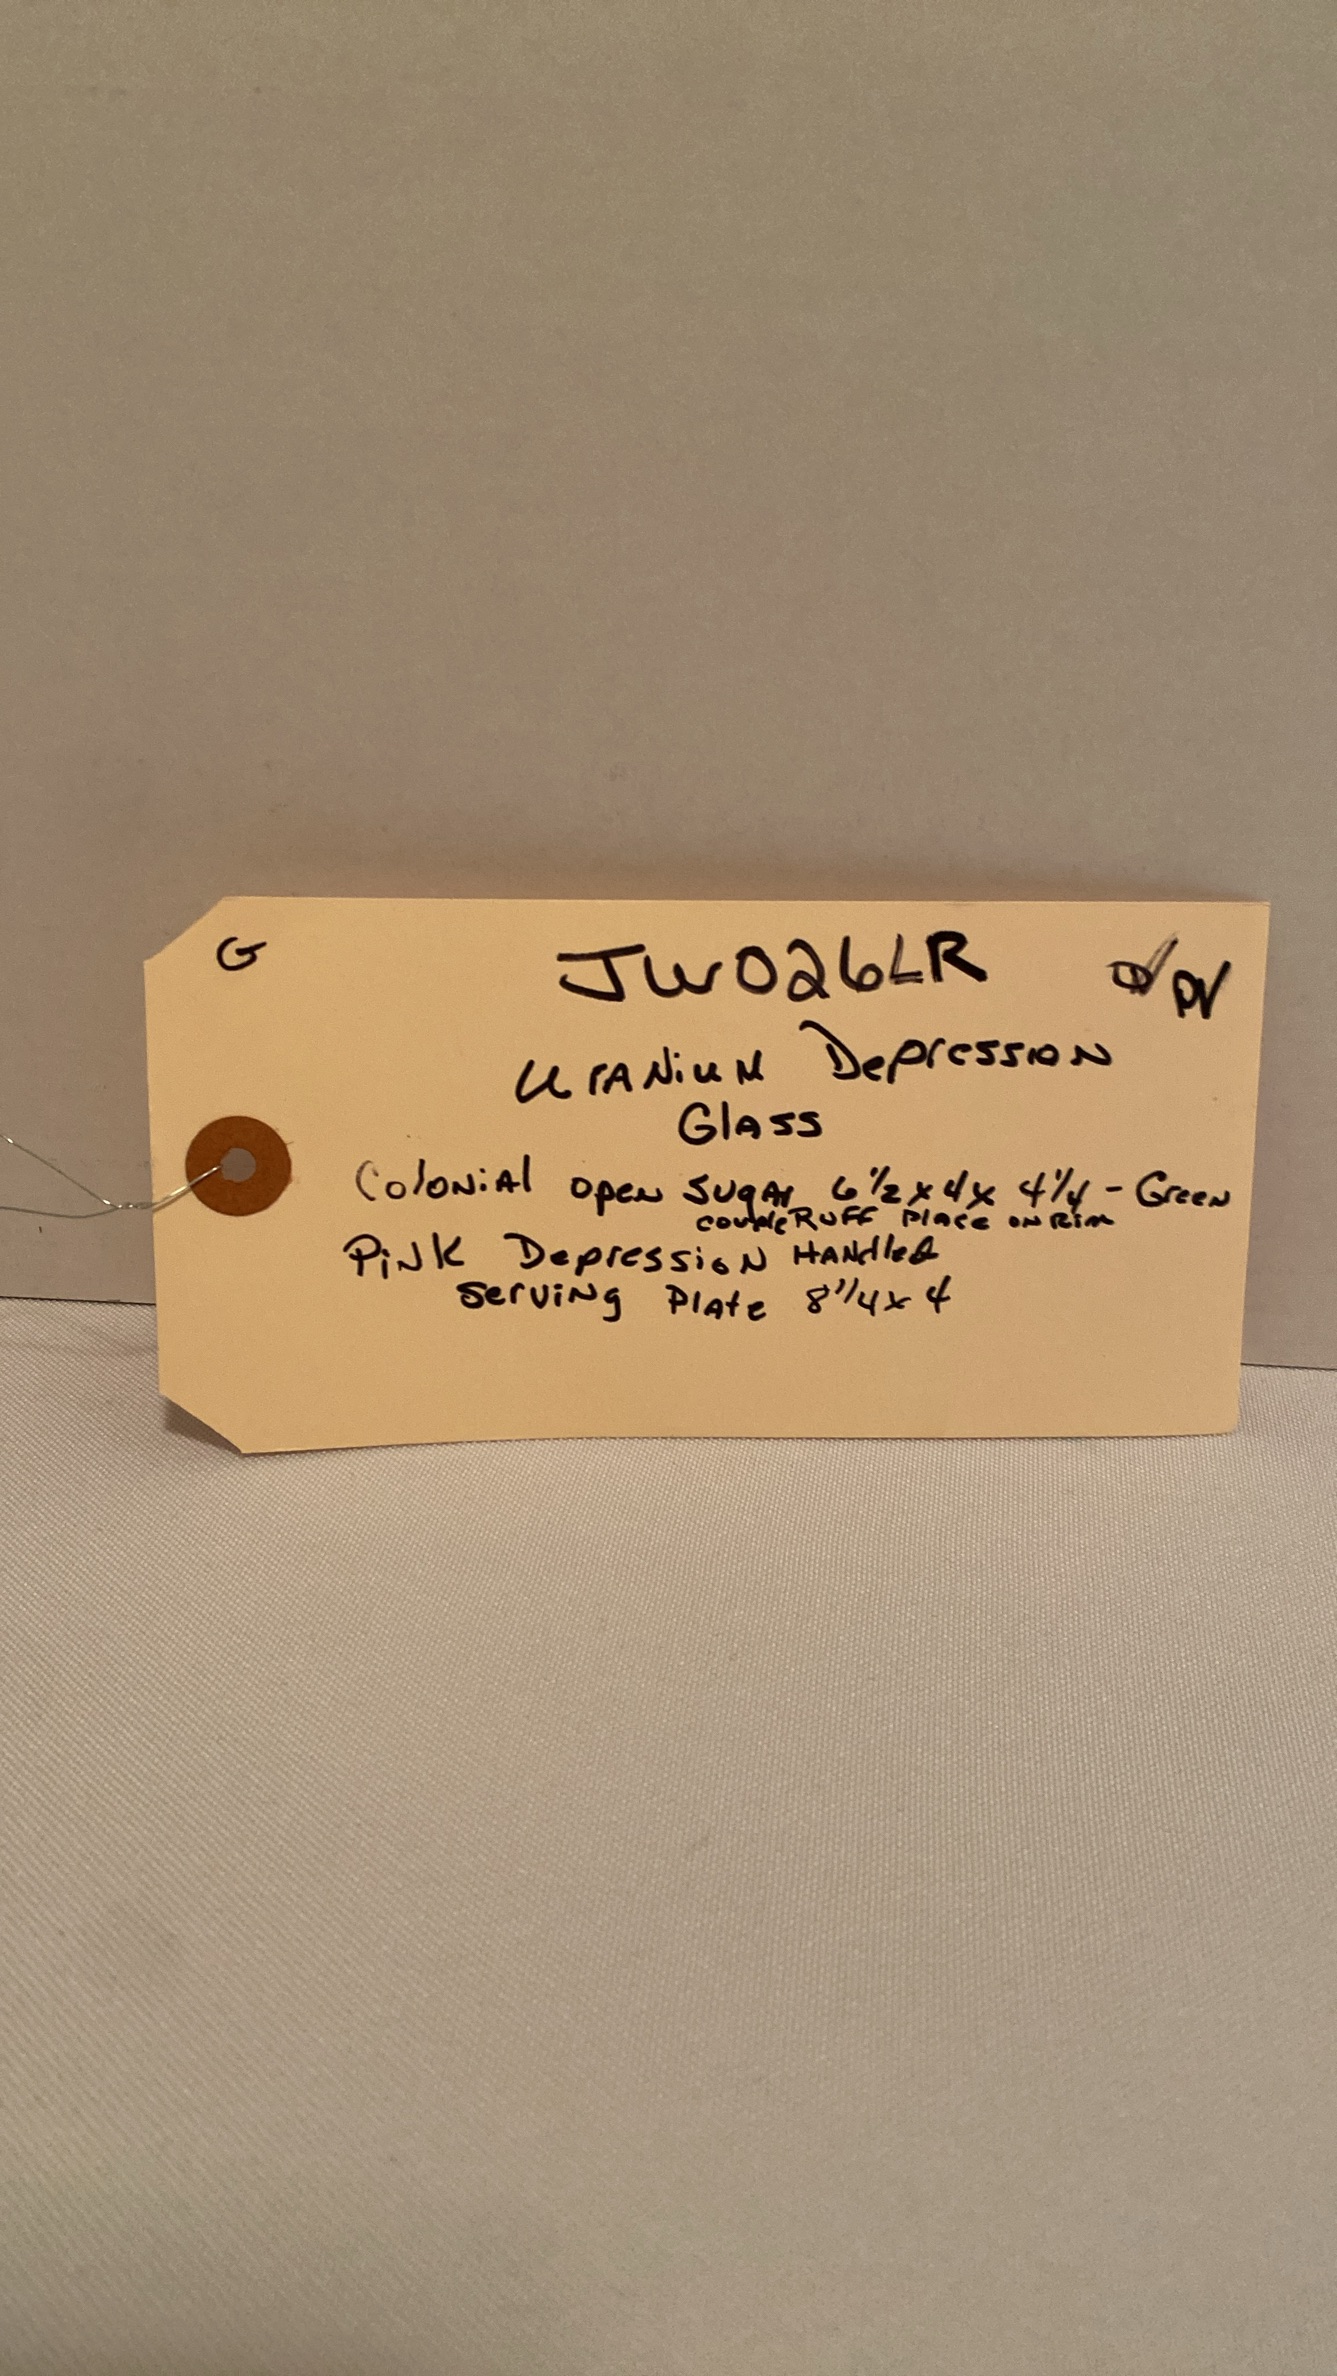 G
JW026LR
PV
Uranium Depression
Glass
Colonial open Sugar 6 1/2 x 4 x 4 1/4 - Green
couple Ruff Place on Rim
Pink Depression Handled
Serving Plate 8 1/4 x 4